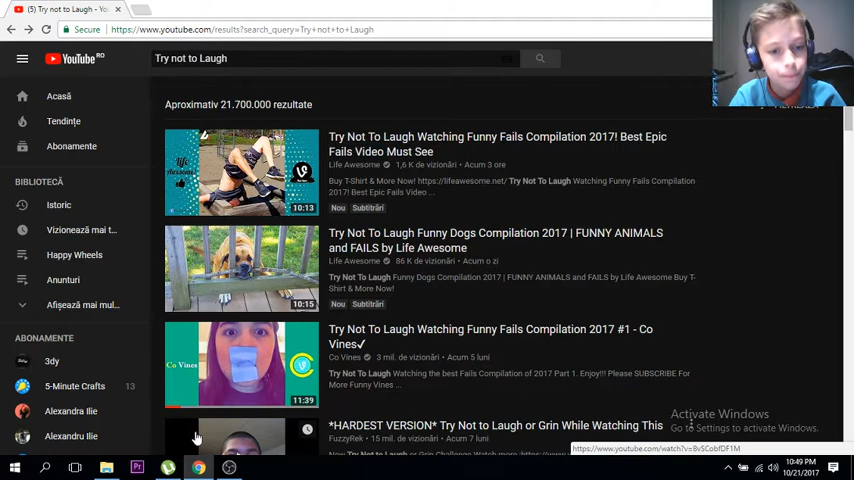 (5) Try not to Laugh - You
Secure
https://www.youtube.com/results?search_query=Try+not+to+Laugh
YouTube RO
Try not to Laugh
Acasă
Tendințe
Abonamente
BIBLIOTECĂ
Istoric
Vizionează mai t...
Happy Wheels
Anunturi
Afișează mai mul...
ABONAMENTE
3dy
5-Minute Crafts 13
Alexandra Ilie
Alexandru Ilie
Aproximativ 21.700.000 rezultate
Try Not To Laugh Watching Funny Fails Compilation 2017! Best Epic
Fails Video Must See
Life Awesome 1,6 K de vizionări • Acum 3 ore
Buy T-Shirt & More Now! https://lifeawesome.net/ Try Not To Laugh Watching Funny Fails Compilation
2017! Best Epic Fails Video ...
Nou Subtitrări
10:13
Try Not To Laugh Funny Dogs Compilation 2017 | FUNNY ANIMALS
and FAILS by Life Awesome
Life Awesome 86 K de vizionări • Acum o zi
Try Not To Laugh Funny Dogs Compilation 2017 | FUNNY ANIMALS and FAILS by Life Awesome Buy T-
Shirt & More Now!
Nou Subtitrări
10:15
Try Not To Laugh Watching Funny Fails Compilation 2017 #1 - Co
Vines✓
Co Vines 3 mil. de vizionări • Acum 5 luni
Try Not To Laugh Watching the best Fails Compilation of 2017 Part 1. Enjoy!!! Please SUBSCRIBE For
More Funny Vines ...
Co Vines
11:39
*HARDEST VERSION* Try Not to Laugh or Grin While Watching This
FuzzyRek • 15 mil. de vizionări • Acum 7 luni
Activate Windows
Go to Settings to activate Windows.
https://www.youtube.com/watch?v=BvSCobfDF1M
Pr
10:49 PM
10/21/2017